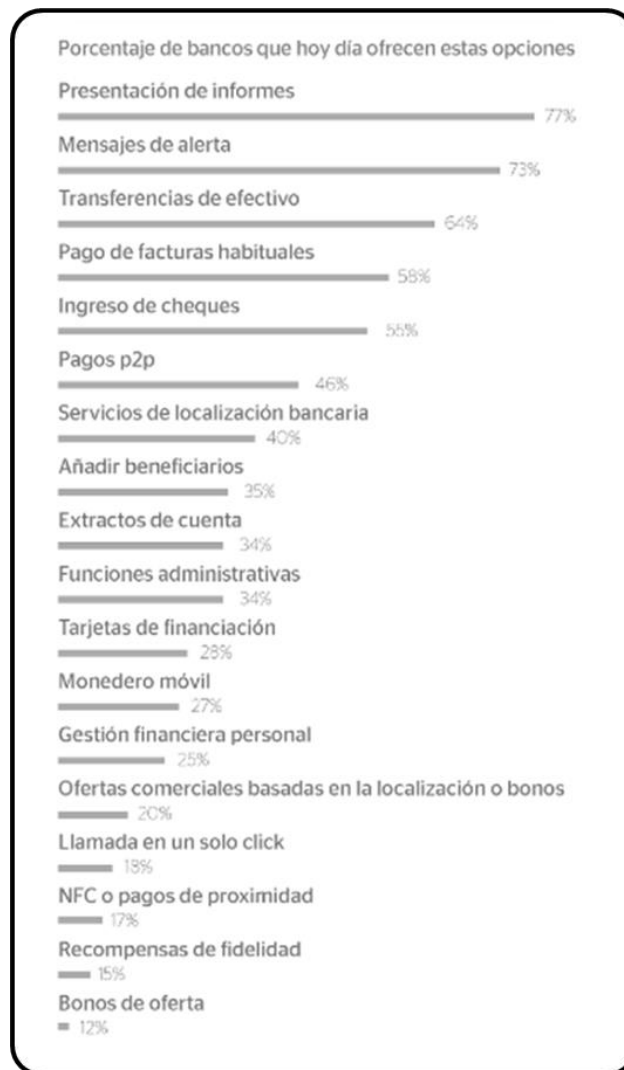 Porcentaje de bancos que hoy día ofrecen estas opciones
Presentación de informes
77%
Mensajes de alerta
73%
Transferencias de efectivo
64%
Pago de facturas habituales
58%
Ingreso de cheques
55%
Pagos p2p
46%
Servicios de localización bancaria
40%
Añadir beneficiarios
35%
Extractos de cuenta
34%
Funciones administrativas
34%
Tarjetas de financiación
28%
Monedero móvil
27%
Gestión financiera personal
25%
Ofertas comerciales basadas en la localización o bonos
20%
Llamada en un solo click
18%
NFC o pagos de proximidad
17%
Recompensas de fidelidad
15%
Bonos de oferta
12%